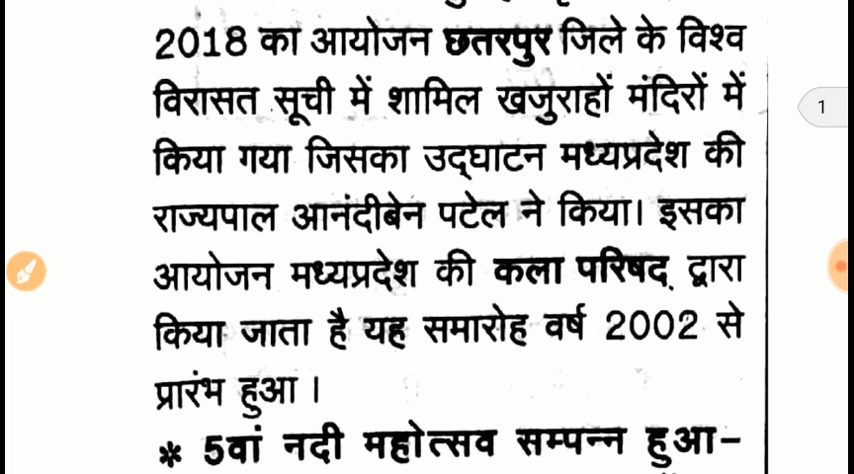 2018 का आयोजन छतरपुर जिले के विश्व
विरासत सूची में शामिल खजुराहों मंदिरों में
किया गया जिसका उद्घाटन मध्यप्रदेश की
राज्यपाल आनंदीबेन पटेल ने किया। इसका
आयोजन मध्यप्रदेश की कला परिषद् द्वारा
किया जाता है यह समारोह वर्ष 2002 से
प्रारंभ हुआ ।
* 5वां नदी महोत्सव सम्पन्न हुआ-
1